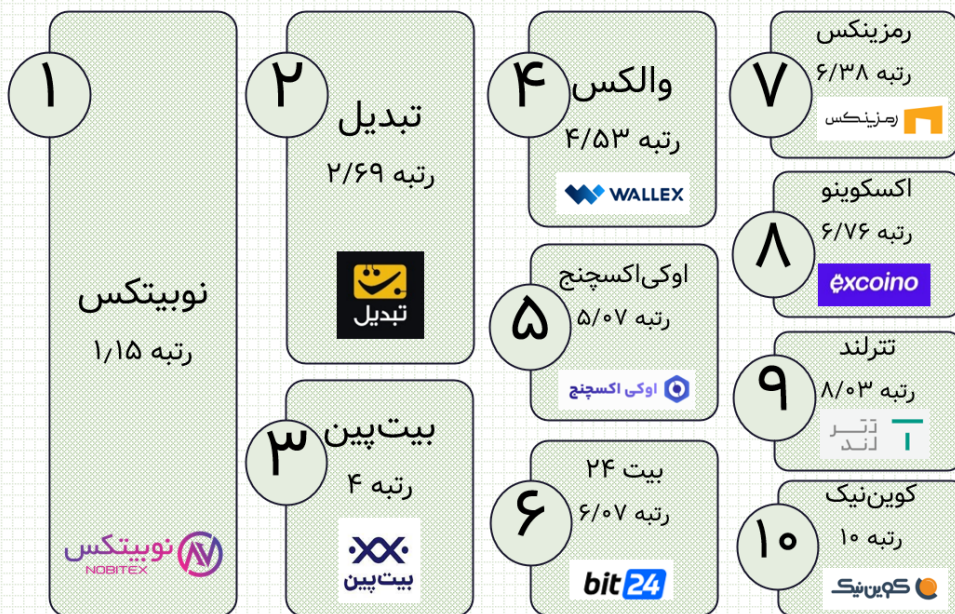 ۱
نوبیتکس
رتبه ۱٫۱۵
نوبیتکس
NOBITEX
۲
تبدیل
رتبه ۲/۶۹
تبدیل
۳
بیت‌پین
رتبه ۴
بیت‌پین
۴
والکس
رتبه ۴/۵۳
WALLEX
۵
اوکی‌اکسچنج
رتبه ۵/۰۷
اوکی اکسچنج
۶
بیت ۲۴
رتبه ۶/۰۷
bit24
۷
رمزینکس
رتبه ۶/۳۸
رمزینکس
۸
اکسکوینو
رتبه ۶/۷۶
excoino
۹
تترلند
رتبه ۸/۰۳
تتر
لند
۱۰
کوین‌نیک
رتبه ۱۰
کوین‌نیک